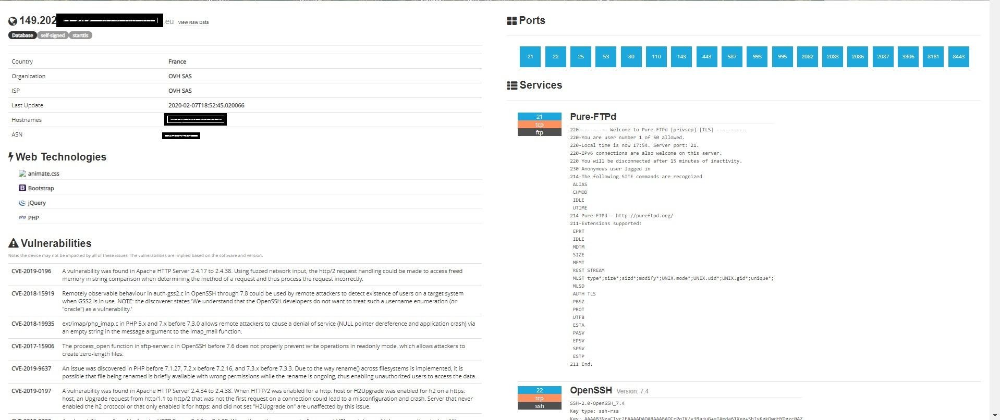 149.202
.eu
View Raw Data
Database
self-signed
starttls
Country
France
Organization
OVH SAS
ISP
OVH SAS
Last Update
2020-02-07T18:52:45.020066
Hostnames
ASN
Web Technologies
animate.css
B Bootstrap
jQuery
php PHP
Vulnerabilities
Note: the device may not be impacted by all of these issues. The vulnerabilities are implied based on the software and version.
CVE-2019-0196
A vulnerability was found in Apache HTTP Server 2.4.17 to 2.4.38. Using fuzzed network input, the http/2 request handling could be made to access freed
memory in string comparison when determining the method of a request and thus process the request incorrectly.
CVE-2018-15919
Remotely observable behaviour in auth-gss2.c in OpenSSH through 7.8 could be used by remote attackers to detect existence of users on a target system
when GSS2 is in use. NOTE: the discoverer states 'We understand that the OpenSSH developers do not want to treat such a username enumeration (or
"oracle") as a vulnerability.'
CVE-2018-19935
ext/imap/php_imap.c in PHP 5.x and 7.x before 7.3.0 allows remote attackers to cause a denial of service (NULL pointer dereference and application crash) via
an empty string in the message argument to the imap_mail function.
CVE-2017-15906
The process_open function in sftp-server.c in OpenSSH before 7.6 does not properly prevent write operations in readonly mode, which allows attackers to
create zero-length files.
CVE-2019-9637
An issue was discovered in PHP before 7.1.27, 7.2.x before 7.2.16, and 7.3.x before 7.3.3. Due to the way rename() across filesystems is implemented, it is
possible that file being renamed is briefly available with wrong permissions while the rename is ongoing, thus enabling unauthorized users to access the data.
CVE-2019-0197
A vulnerability was found in Apache HTTP Server 2.4.34 to 2.4.38. When HTTP/2 was enabled for a http: host or H2Upgrade was enabled for h2 on a https:
host, an Upgrade request from http/1.1 to http/2 that was not the first request on a connection could lead to a misconfiguration and crash. Server that never
enabled the h2 protocol or that only enabled it for https: and did not set "H2Upgrade on" are unaffected by this issue.
Ports
21 22 25 53 80 110 143 443 587 993 995 2082 2083 2086 2087 3306 8181 8443
Services
21
tcp
ftp
Pure-FTPd
220---------- Welcome to Pure-FTPd [privsep] [TLS] ----------
220-You are user number 1 of 50 allowed.
220-Local time is now 17:54. Server port: 21.
220-IPv6 connections are also welcome on this server.
220 You will be disconnected after 15 minutes of inactivity.
230 Anonymous user logged in
214-The following SITE commands are recognized
ALIAS
CHMOD
IDLE
UTIME
214 Pure-FTPd - http://pureftpd.org/
211-Extensions supported:
EPRT
IDLE
MDTM
SIZE
MFMT
REST STREAM
MLST type*;size*;sizd*;modify*;UNIX.mode*;UNIX.uid*;UNIX.gid*;unique*;
MLSD
AUTH TLS
PBSZ
PROT
UTF8
ESTA
PASV
EPSV
SPSV
ESTP
211 End.
22
tcp
ssh
OpenSSH Version: 7.4
SSH-2.0-OpenSSH_7.4
Key type: ssh-rsa
Key: